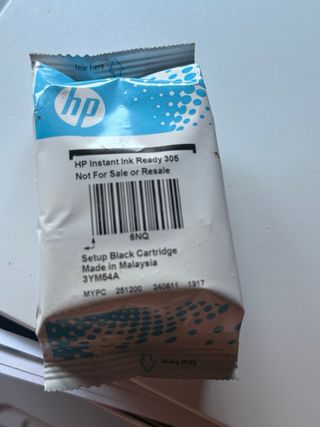 tear here
hp
HP Instant Ink Ready 305
Not For Sale or Resale
6NQ
Setup Black Cartridge
Made in Malaysia
3YM54A
MYPC 251200 240611 1917
tear here